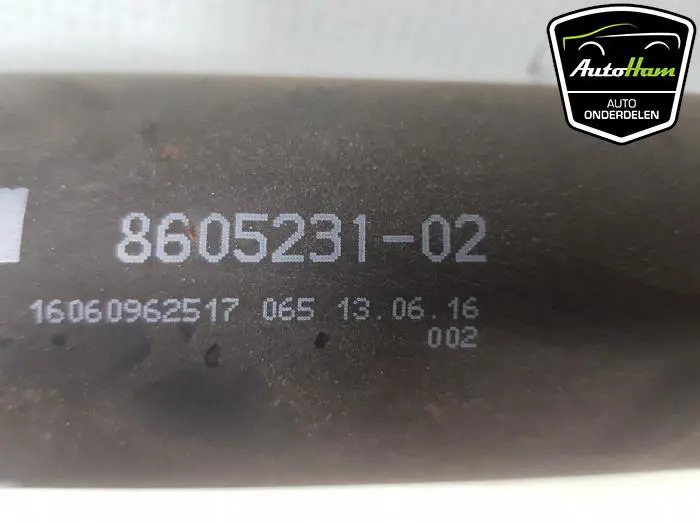 AutoHam
AUTO
ONDERDELEN
8605231-02
16060962517 065 13.06.16
002